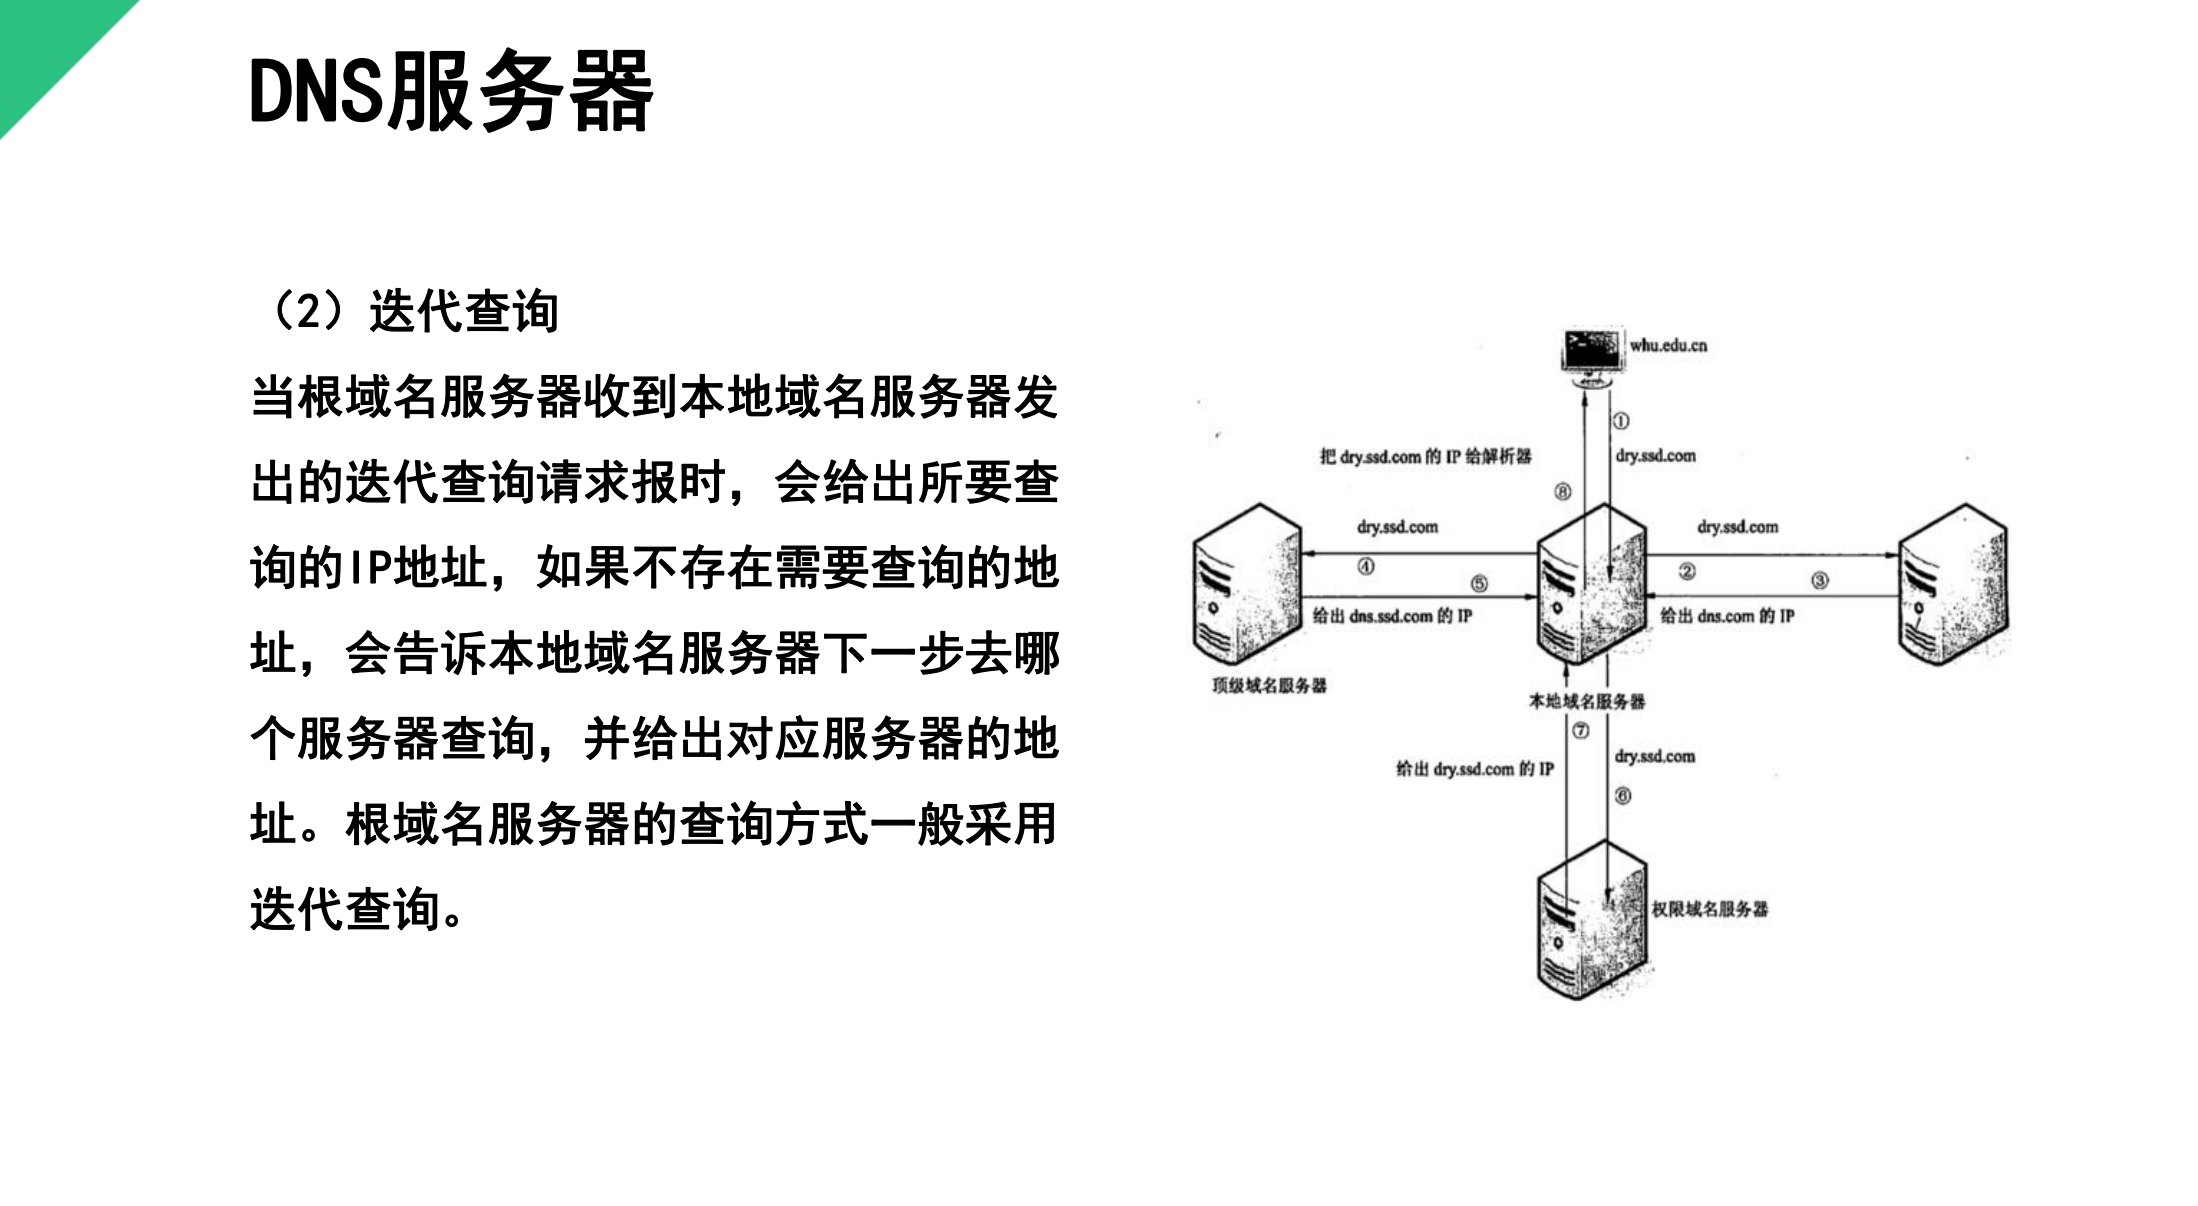 DNS服务器
（2）迭代查询
当根域名服务器收到本地域名服务器发
出的迭代查询请求报时，会给出所要查
询的IP地址，如果不存在需要查询的地
址，会告诉本地域名服务器下一步去哪
个服务器查询，并给出对应服务器的地
址。根域名服务器的查询方式一般采用
迭代查询。
whu.edu.cn
①
把 dry.ssd.com 的 IP 给解析器
dry.ssd.com
⑧
dry.ssd.com
dry.ssd.com
④
⑤
②
③
给出 dns.ssd.com 的 IP
给出 dns.com 的 IP
顶级域名服务器
本地域名服务器
⑦
给出 dry.ssd.com 的 IP
dry.ssd.com
⑥
权限域名服务器